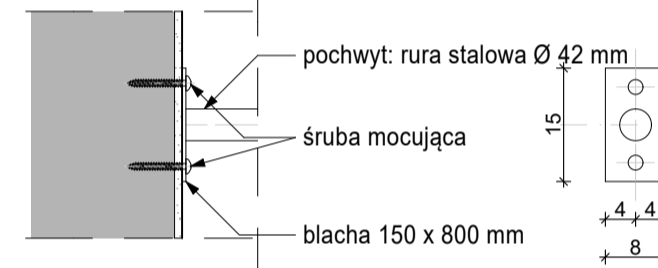 pochwyt: rura stalowa Ø 42 mm
śruba mocująca
blacha 150 x 800 mm
15
4 4
8